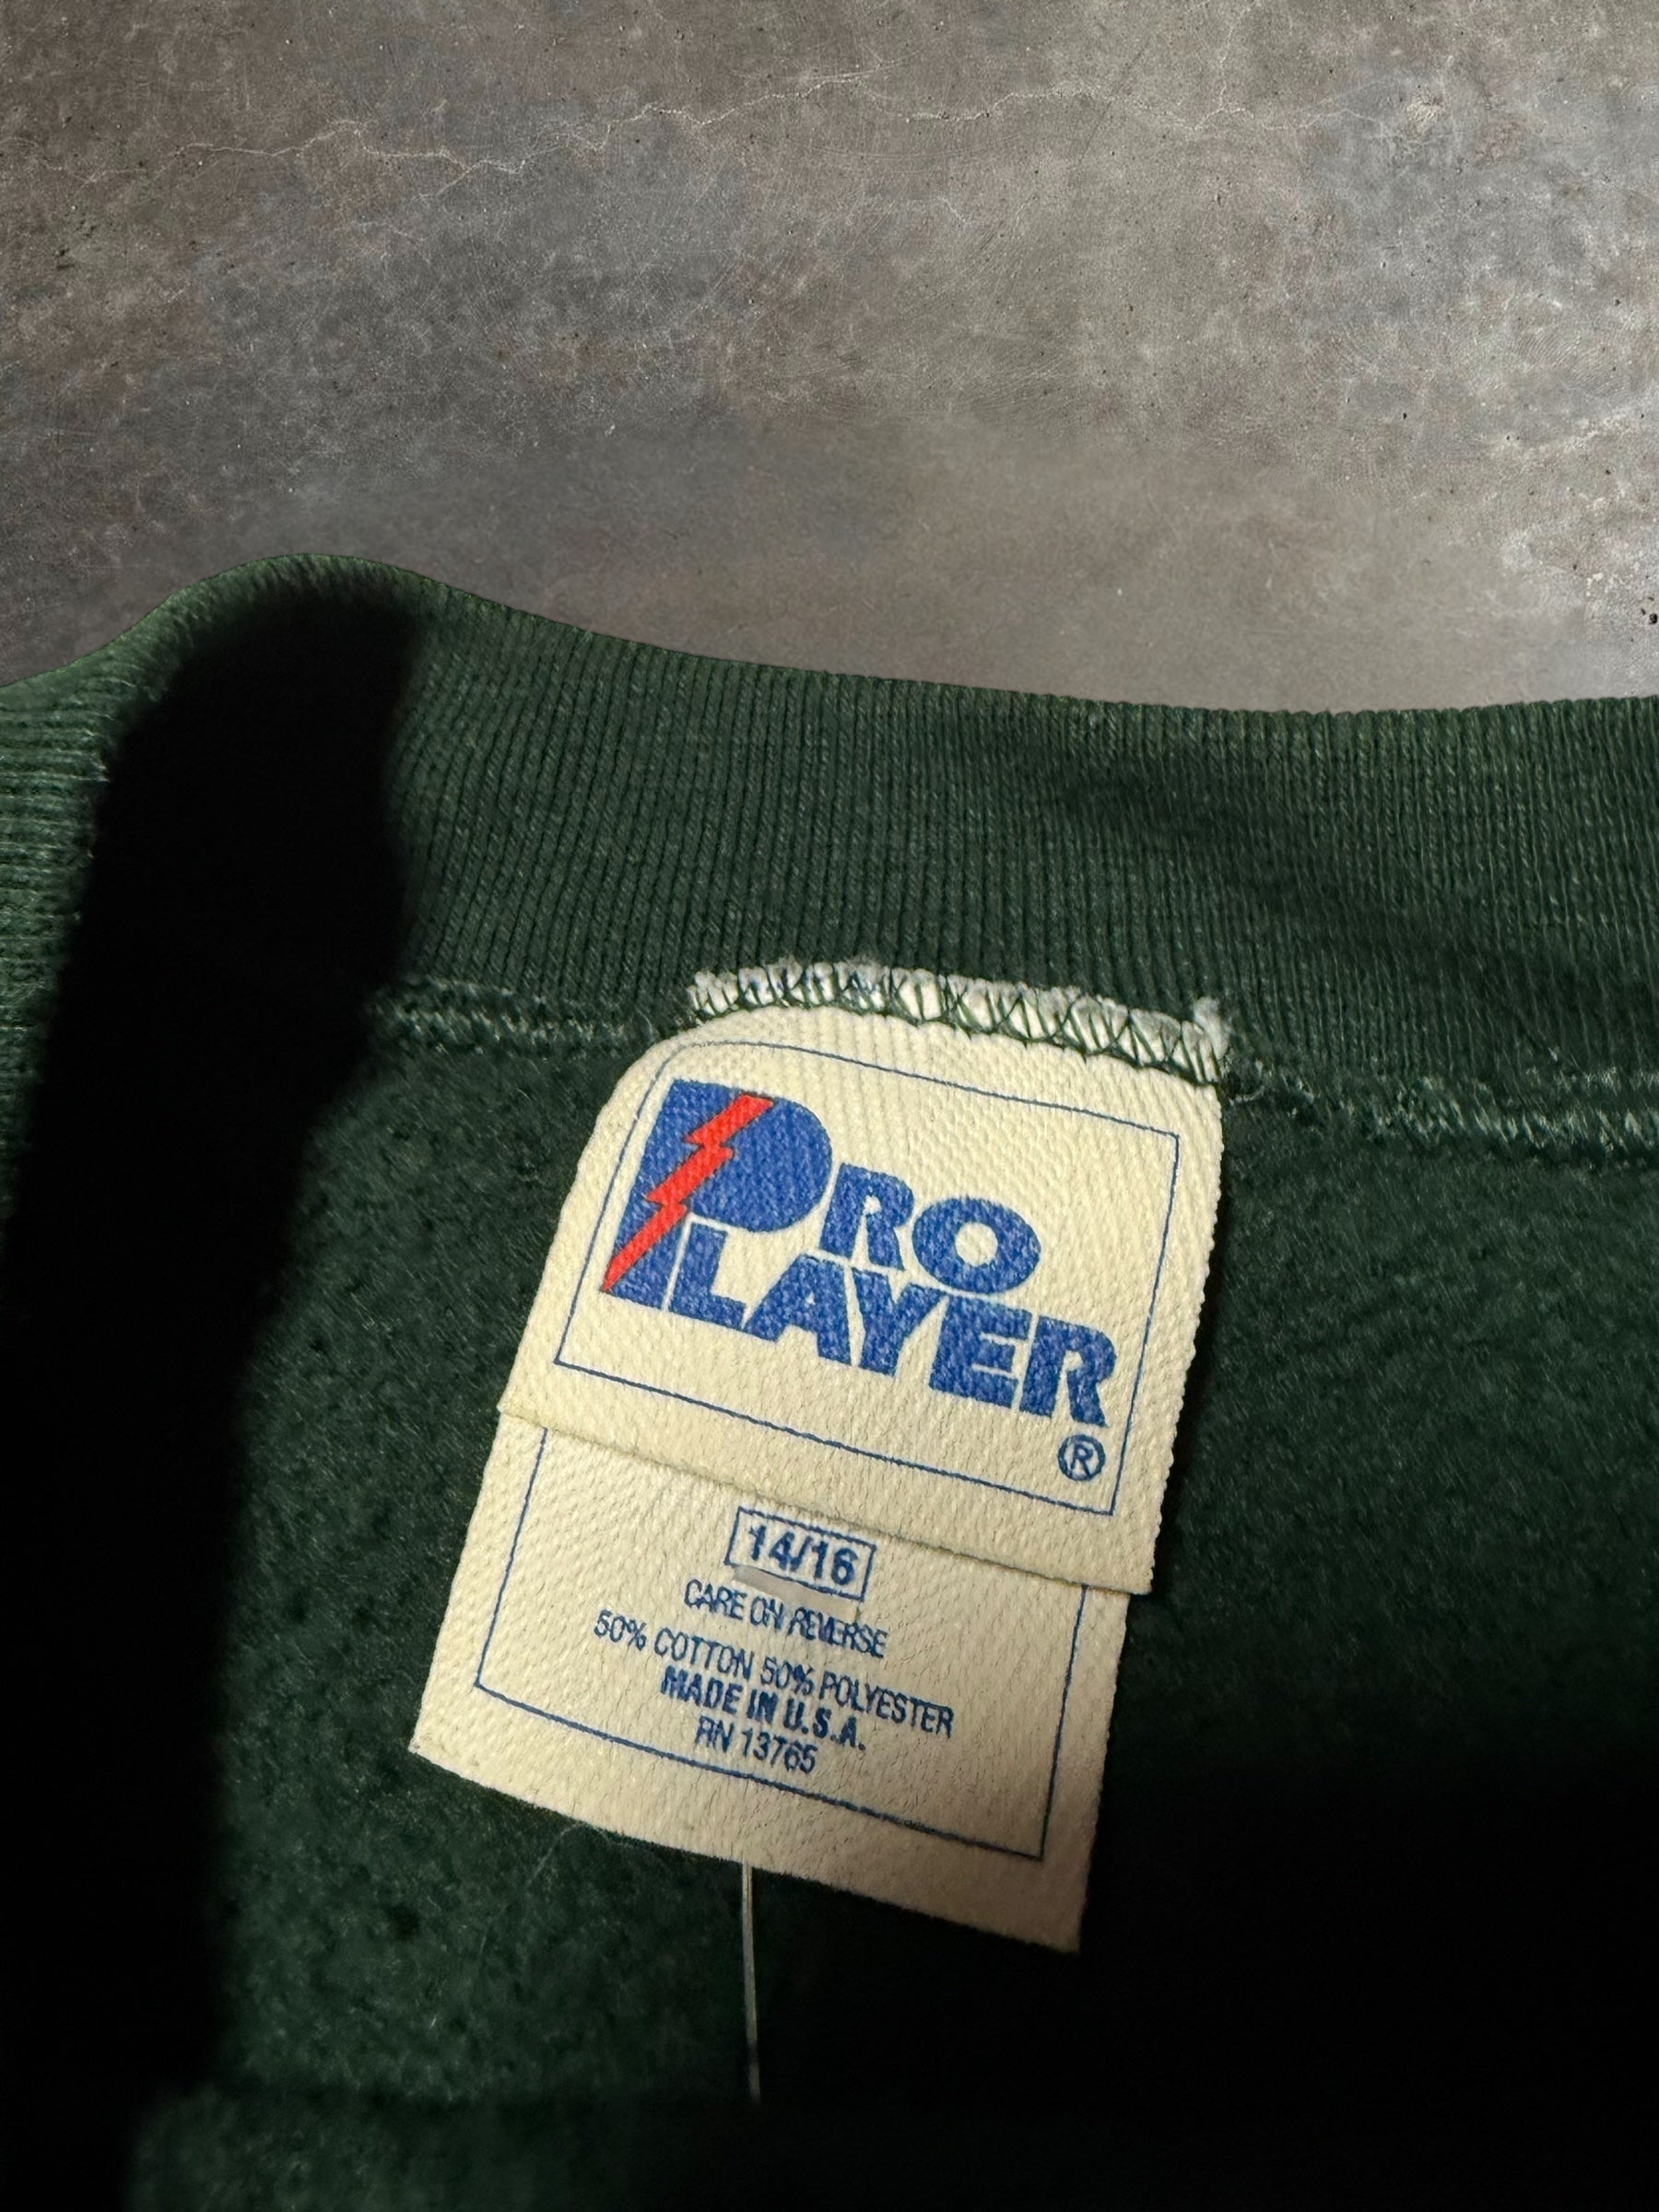 PRO
PLAYER
®
14/16
CARE ON REVERSE
50% COTTON 50% POLYESTER
MADE IN U.S.A.
RN 13765